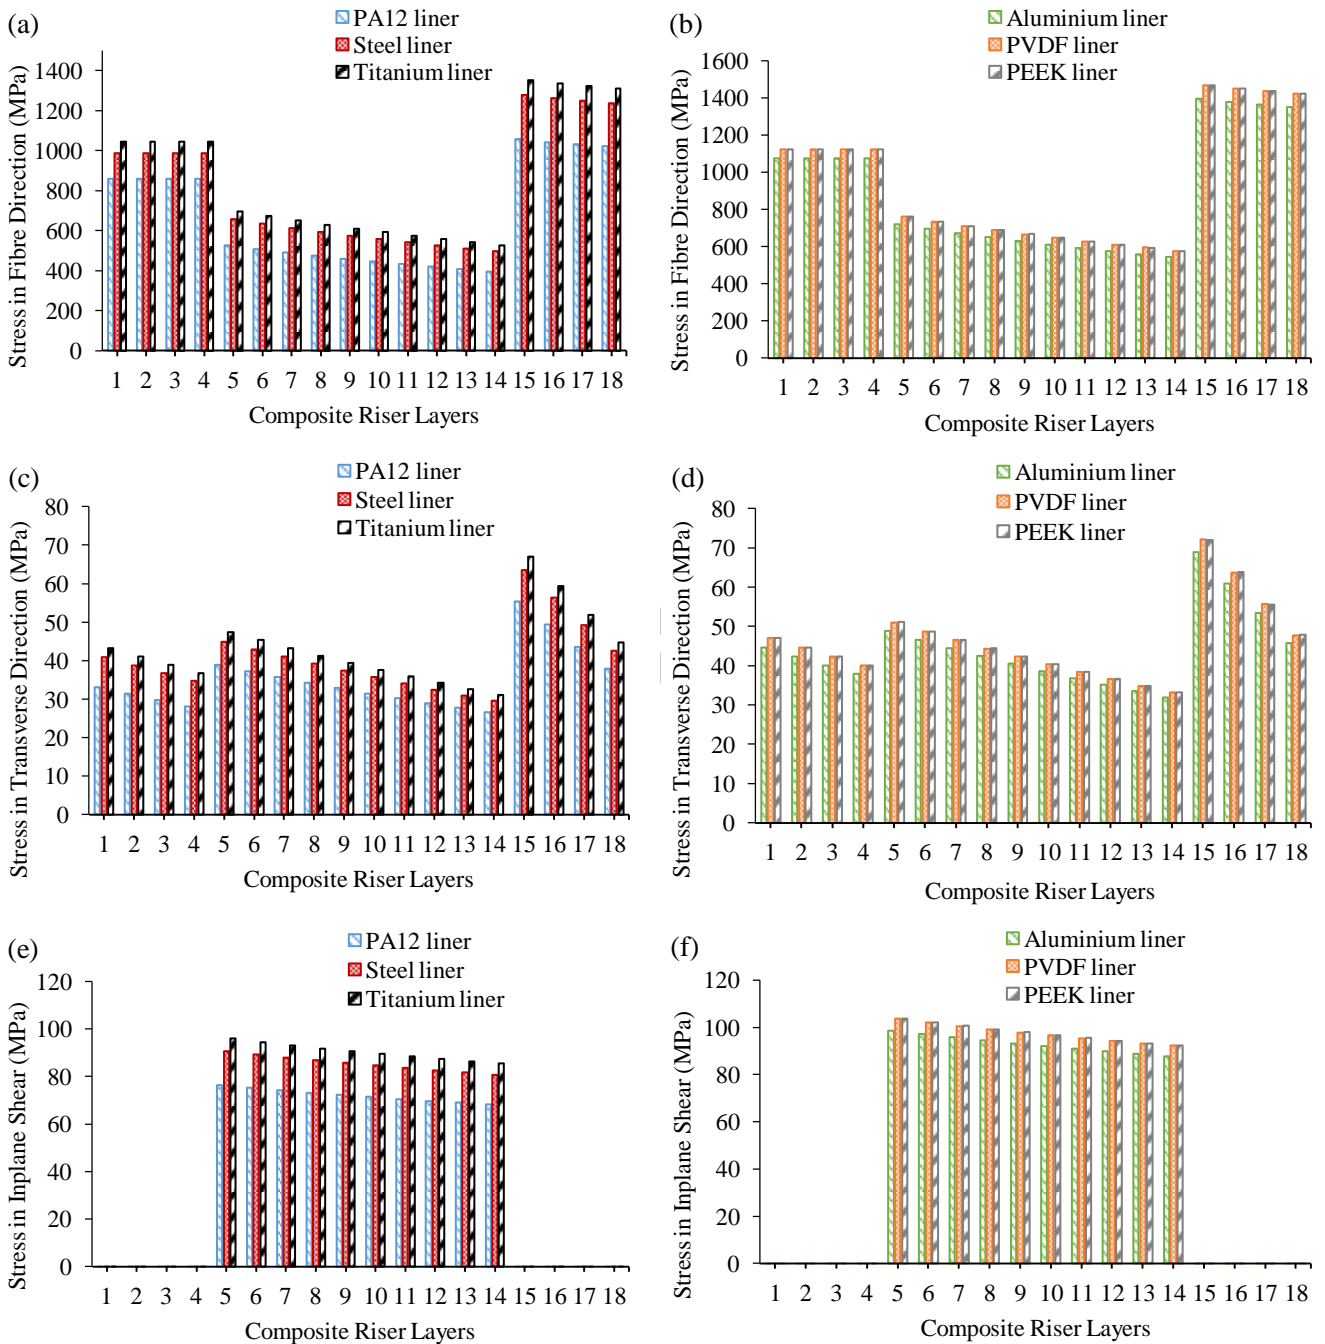 (a)
PA12 liner
Steel liner
Titanium liner
Stress in Fibre Direction (MPa)
1400
1200
1000
800
600
400
200
0
1 2 3 4 5 6 7 8 9 10 11 12 13 14 15 16 17 18
Composite Riser Layers
(b)
Aluminium liner
PVDF liner
PEEK liner
Stress in Fibre Direction (MPa)
1600
1400
1200
1000
800
600
400
200
0
1 2 3 4 5 6 7 8 9 10 11 12 13 14 15 16 17 18
Composite Riser Layers
(c)
PA12 liner
Steel liner
Titanium liner
Stress in Transverse Direction (MPa)
80
70
60
50
40
30
20
10
0
1 2 3 4 5 6 7 8 9 10 11 12 13 14 15 16 17 18
Composite Riser Layers
(d)
Aluminium liner
PVDF liner
PEEK liner
Stress in Transverse Direction (MPa)
80
70
60
50
40
30
20
10
0
1 2 3 4 5 6 7 8 9 10 11 12 13 14 15 16 17 18
Composite Riser Layers
(e)
PA12 liner
Steel liner
Titanium liner
Stress in Inplane Shear (MPa)
120
100
80
60
40
20
0
1 2 3 4 5 6 7 8 9 10 11 12 13 14 15 16 17 18
Composite Riser Layers
(f)
Aluminium liner
PVDF liner
PEEK liner
Stress in Inplane Shear (MPa)
120
100
80
60
40
20
0
1 2 3 4 5 6 7 8 9 10 11 12 13 14 15 16 17 18
Composite Riser Layers